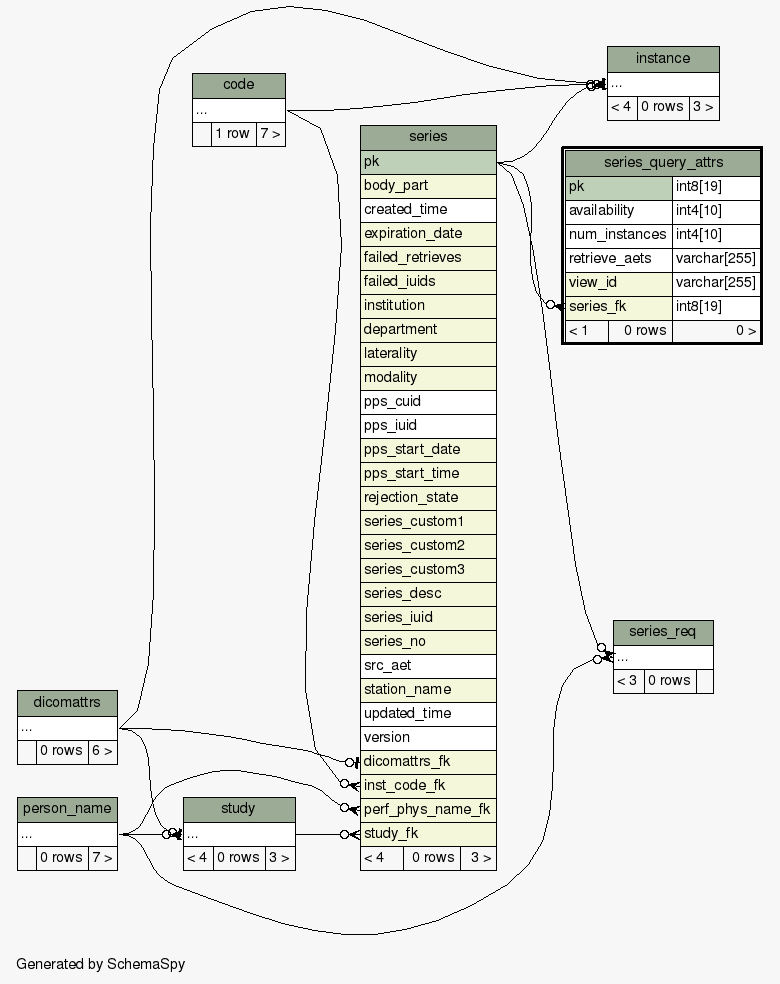 instance
...
< 4 0 rows 3 >
code
...
1 row 7 >
series
pk
body_part
created_time
expiration_date
failed_retrieves
failed_iuids
institution
department
laterality
modality
pps_cuid
pps_iuid
pps_start_date
pps_start_time
rejection_state
series_custom1
series_custom2
series_custom3
series_desc
series_iuid
series_no
src_aet
station_name
updated_time
version
dicomattrs_fk
inst_code_fk
perf_phys_name_fk
study_fk
< 4 0 rows 3 >
series_query_attrs
pk int8[19]
availability int4[10]
num_instances int4[10]
retrieve_aets varchar[255]
view_id varchar[255]
series_fk int8[19]
< 1 0 rows 0 >
series_req
...
< 3 0 rows
dicomattrs
...
0 rows 6 >
person_name
...
0 rows 7 >
study
...
< 4 0 rows 3 >
Generated by SchemaSpy